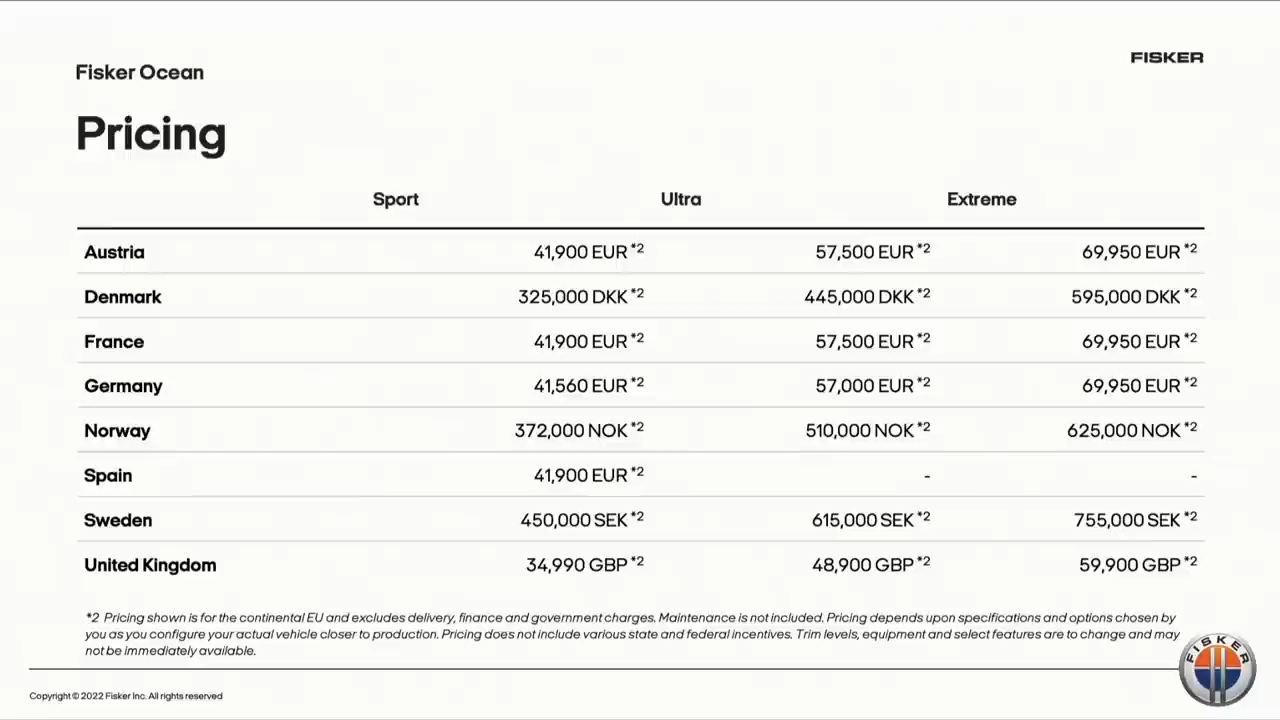 FISKER
Fisker Ocean
Pricing
Sport Ultra Extreme
Austria 41,900 EUR *2 57,500 EUR *2 69,950 EUR *2
Denmark 325,000 DKK *2 445,000 DKK *2 595,000 DKK *2
France 41,900 EUR *2 57,500 EUR *2 69,950 EUR *2
Germany 41,560 EUR *2 57,000 EUR *2 69,950 EUR *2
Norway 372,000 NOK *2 510,000 NOK *2 625,000 NOK *2
Spain 41,900 EUR *2 - -
Sweden 450,000 SEK *2 615,000 SEK *2 755,000 SEK *2
United Kingdom 34,990 GBP *2 48,900 GBP *2 59,900 GBP *2
*2 Pricing shown is for the continental EU and excludes delivery, finance and government charges. Maintenance is not included. Pricing depends upon specifications and options chosen by
you as you configure your actual vehicle closer to production. Pricing does not include various state and federal incentives. Trim levels, equipment and select features are to change and may
not be immediately available.
FISKER
Copyright © 2022 Fisker Inc. All rights reserved